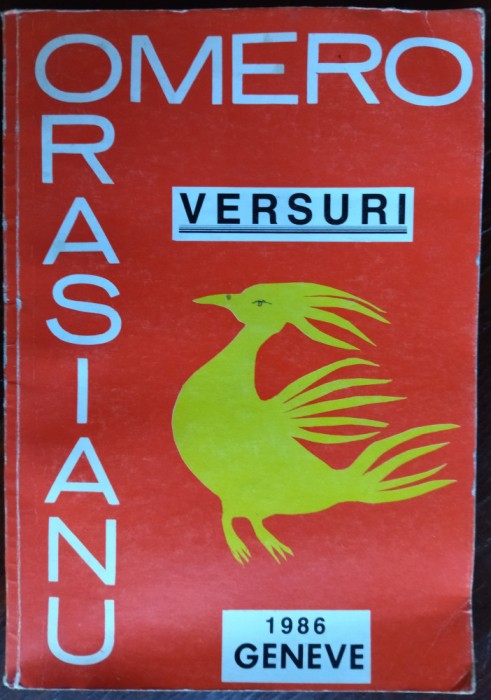 OMERO
ORASIANU
VERSURI
1986
GENEVE